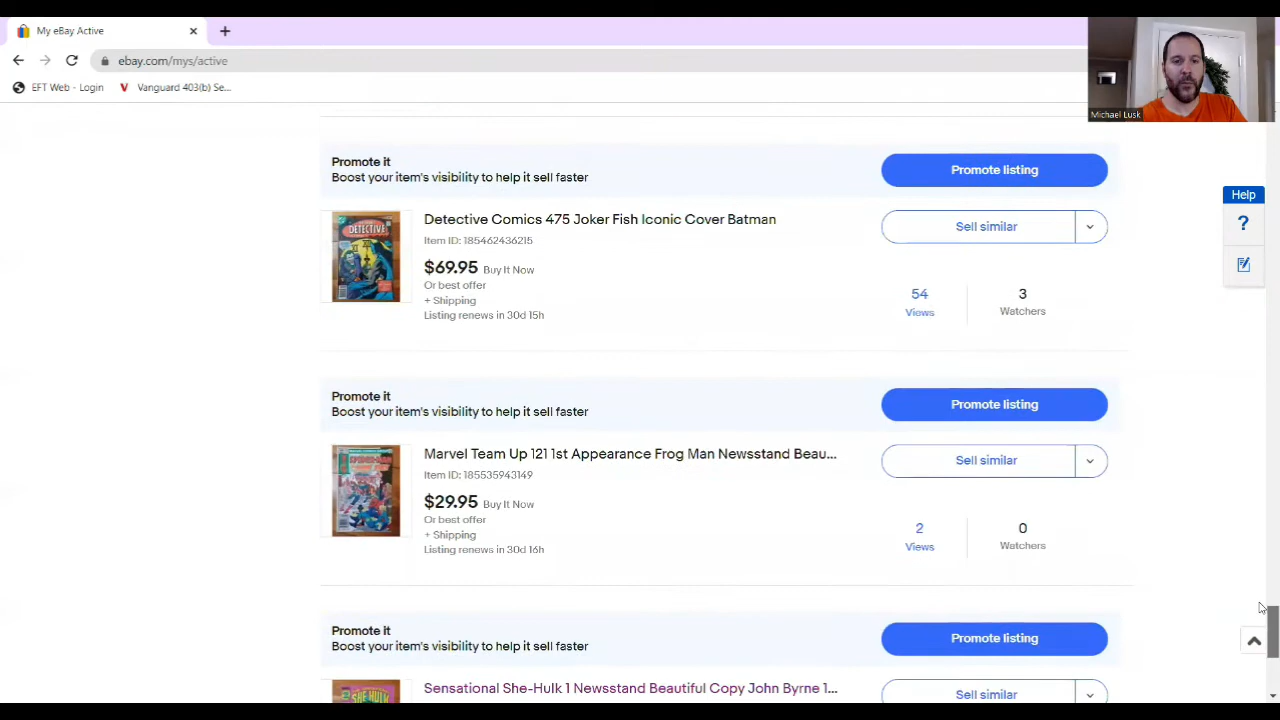 My eBay Active
ebay.com/mys/active
EFT Web - Login
Vanguard 403(b) Se...
Michael Lusk
Promote it
Boost your item's visibility to help it sell faster
Promote listing
Detective Comics 475 Joker Fish Iconic Cover Batman
Sell similar
Item ID: 185462436215
$69.95 Buy It Now
Or best offer
+ Shipping
Listing renews in 30d 15h
54
Views
3
Watchers
Help
?
DETECTIVE
Promote it
Boost your item's visibility to help it sell faster
Promote listing
Marvel Team Up 121 1st Appearance Frog Man Newsstand Beau...
Sell similar
Item ID: 185535943149
$29.95 Buy It Now
Or best offer
+ Shipping
Listing renews in 30d 16h
2
Views
0
Watchers
Promote it
Boost your item's visibility to help it sell faster
Promote listing
Sensational She-Hulk 1 Newsstand Beautiful Copy John Byrne 1...
Sell similar
SHE-HULK